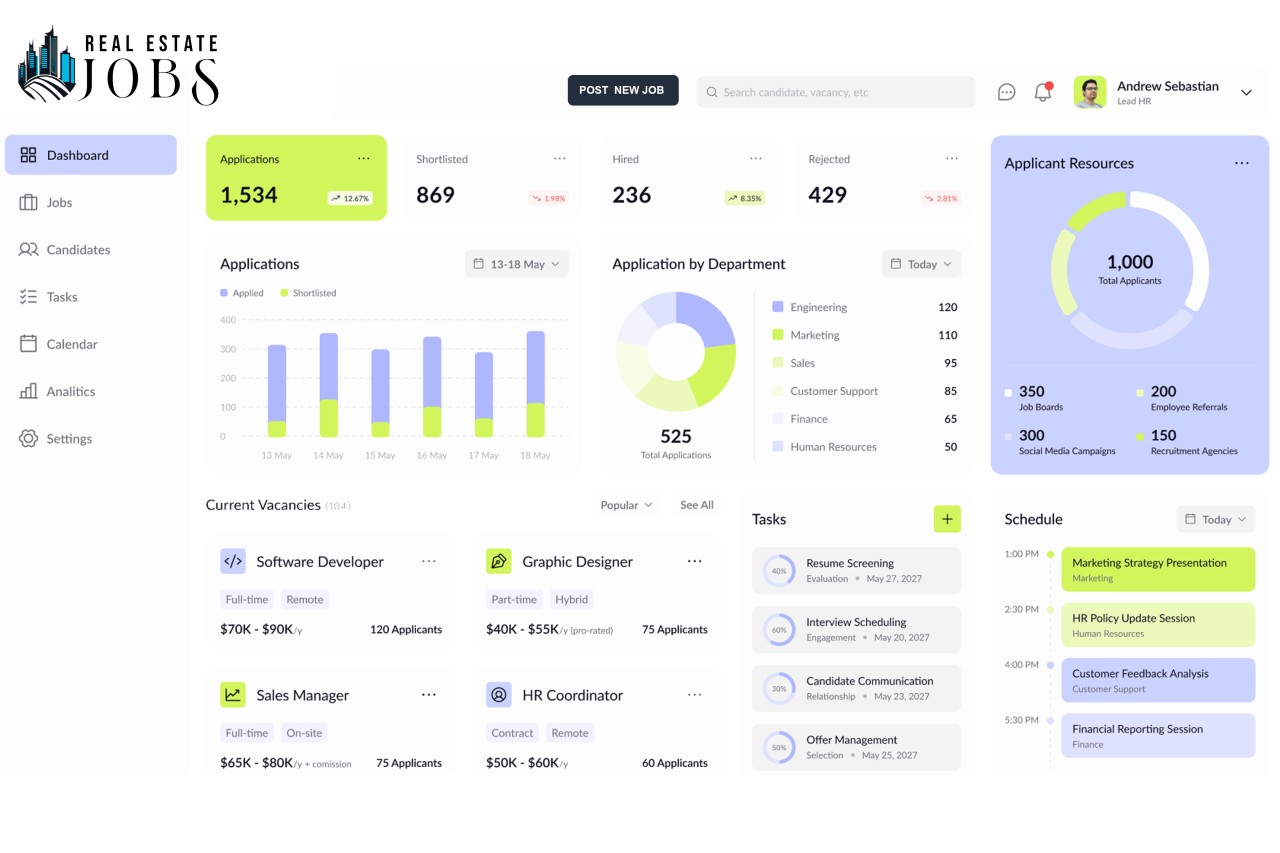 REAL ESTATE
JOBS
POST NEW JOB
Search candidate, vacancy, etc
Andrew Sebastian
Lead HR
Dashboard
Jobs
Candidates
Tasks
Calendar
Analitics
Settings
Applications
1,534
12.67%
Shortlisted
869
1.98%
Hired
236
8.35%
Rejected
429
2.81%
Applications
13-18 May
Applied
Shortlisted
400
300
200
100
0
13 May
14 May
15 May
16 May
17 May
18 May
Application by Department
Today
525
Total Applications
Engineering 120
Marketing 110
Sales 95
Customer Support 85
Finance 65
Human Resources 50
Applicant Resources
1,000
Total Applicants
350
Job Boards
200
Employee Referrals
300
Social Media Campaigns
150
Recruitment Agencies
Current Vacancies (104)
Popular
See All
Software Developer
Full-time Remote
$70K - $90K/y 120 Applicants
Graphic Designer
Part-time Hybrid
$40K - $55K/y (pro-rated) 75 Applicants
Sales Manager
Full-time On-site
$65K - $80K/y + comission 75 Applicants
HR Coordinator
Contract Remote
$50K - $60K/y 60 Applicants
Tasks
+
40%
Resume Screening
Evaluation • May 27, 2027
60%
Interview Scheduling
Engagement • May 20, 2027
30%
Candidate Communication
Relationship • May 23, 2027
50%
Offer Management
Selection • May 25, 2027
Schedule
Today
1:00 PM
Marketing Strategy Presentation
Marketing
2:30 PM
HR Policy Update Session
Human Resources
4:00 PM
Customer Feedback Analysis
Customer Support
5:30 PM
Financial Reporting Session
Finance